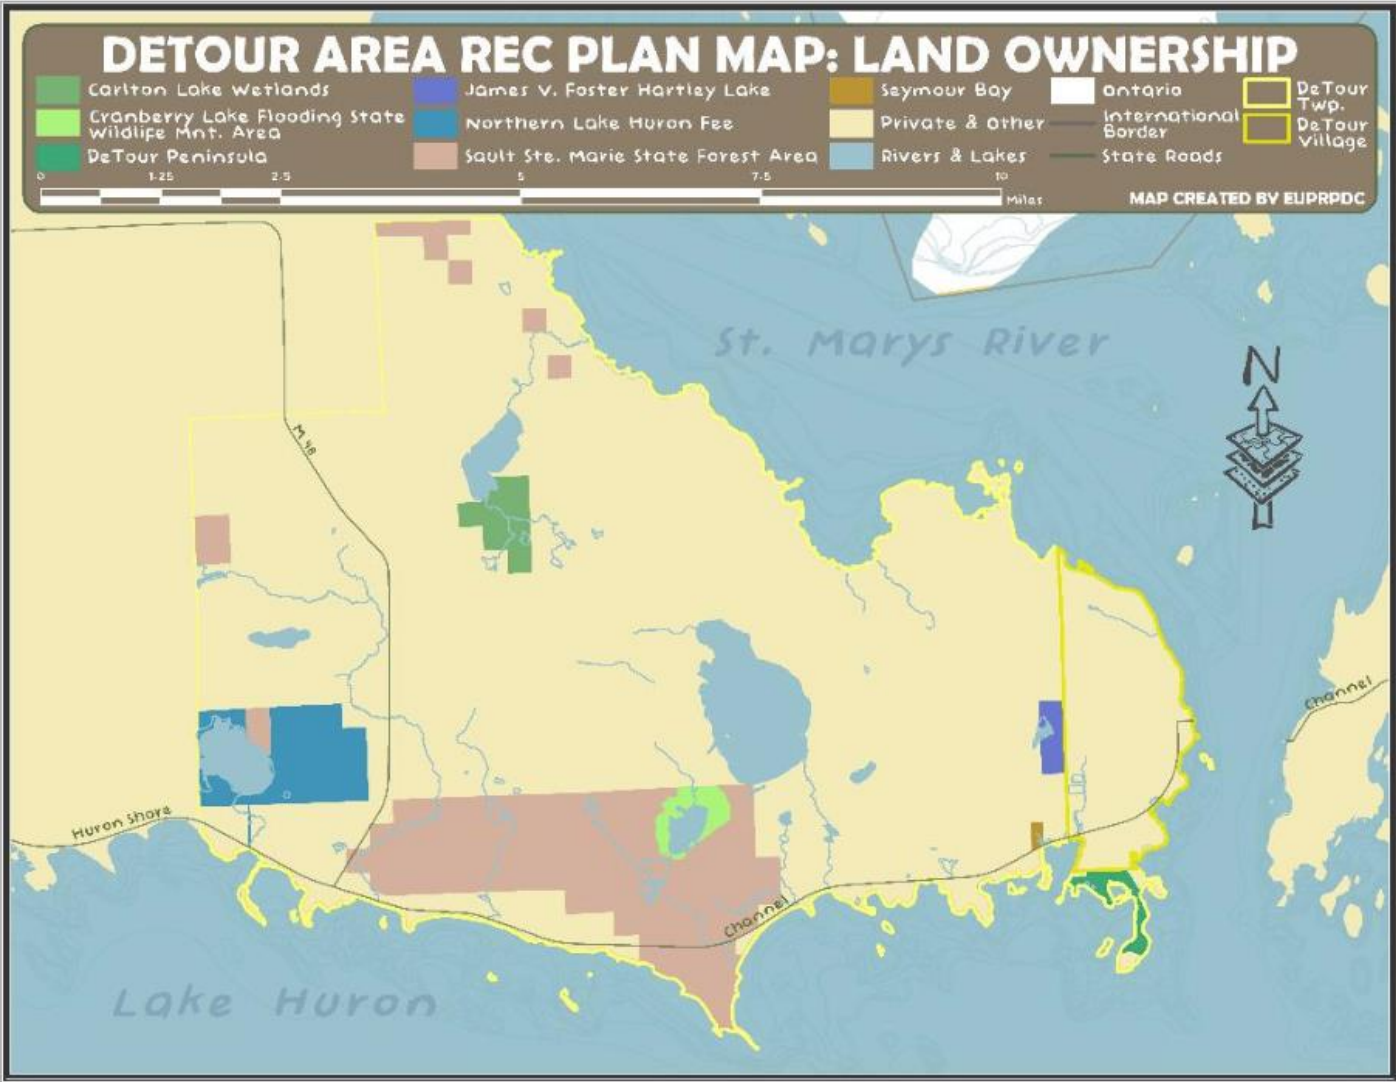 DETOUR AREA REC PLAN MAP: LAND OWNERSHIP
Carlton Lake Wetlands
Cranberry Lake Flooding State
Wildlife Mnt. Area
DeTour Peninsula
James V. Foster Hartley Lake
Northern Lake Huron Fee
Sault Ste. Marie State Forest Area
Seymour Bay
Private & Other
Rivers & Lakes
Ontario
International
Border
State Roads
DeTour
Twp.
DeTour
Village
0 1.25 2.5 5 7.5 10
Miles
MAP CREATED BY EUPRPDC
St. Marys River
N
M 48
Channel
Huron Shore
Channel
Lake Huron